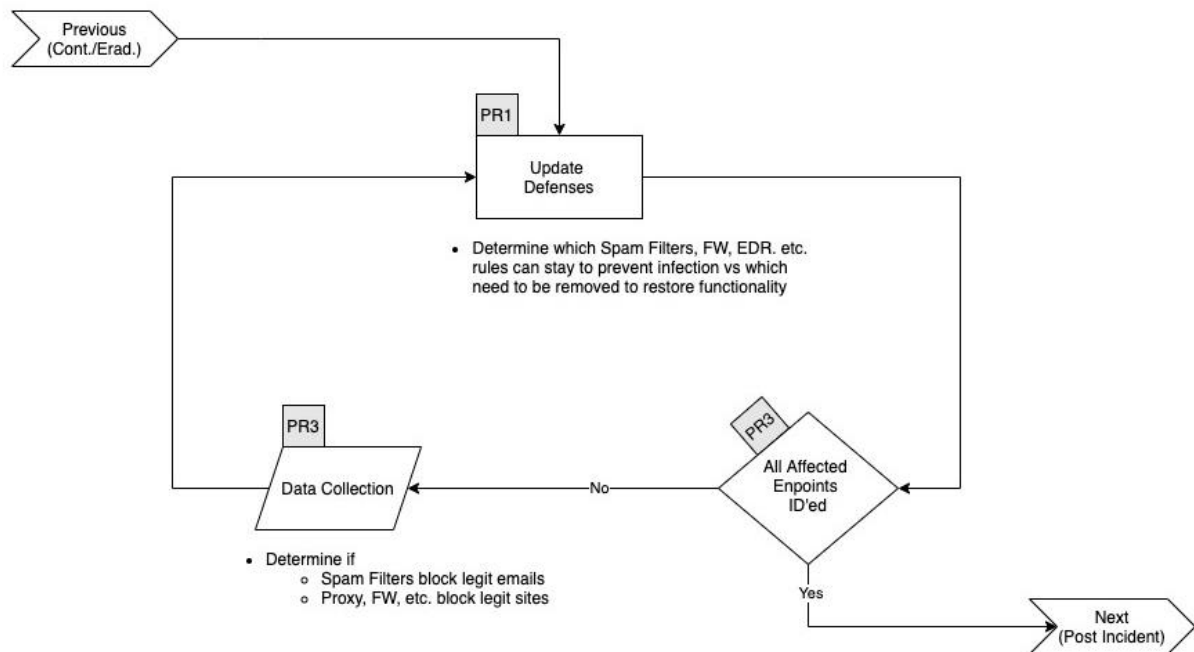 Previous
(Cont./Erad.)
PR1
Update
Defenses
• Determine which Spam Filters, FW, EDR. etc.
rules can stay to prevent infection vs which
need to be removed to restore functionality
PR3
Data Collection
No
PR3
All Affected
Enpoints
ID'ed
• Determine if
○ Spam Filters block legit emails
○ Proxy, FW, etc. block legit sites
Yes
Next
(Post Incident)